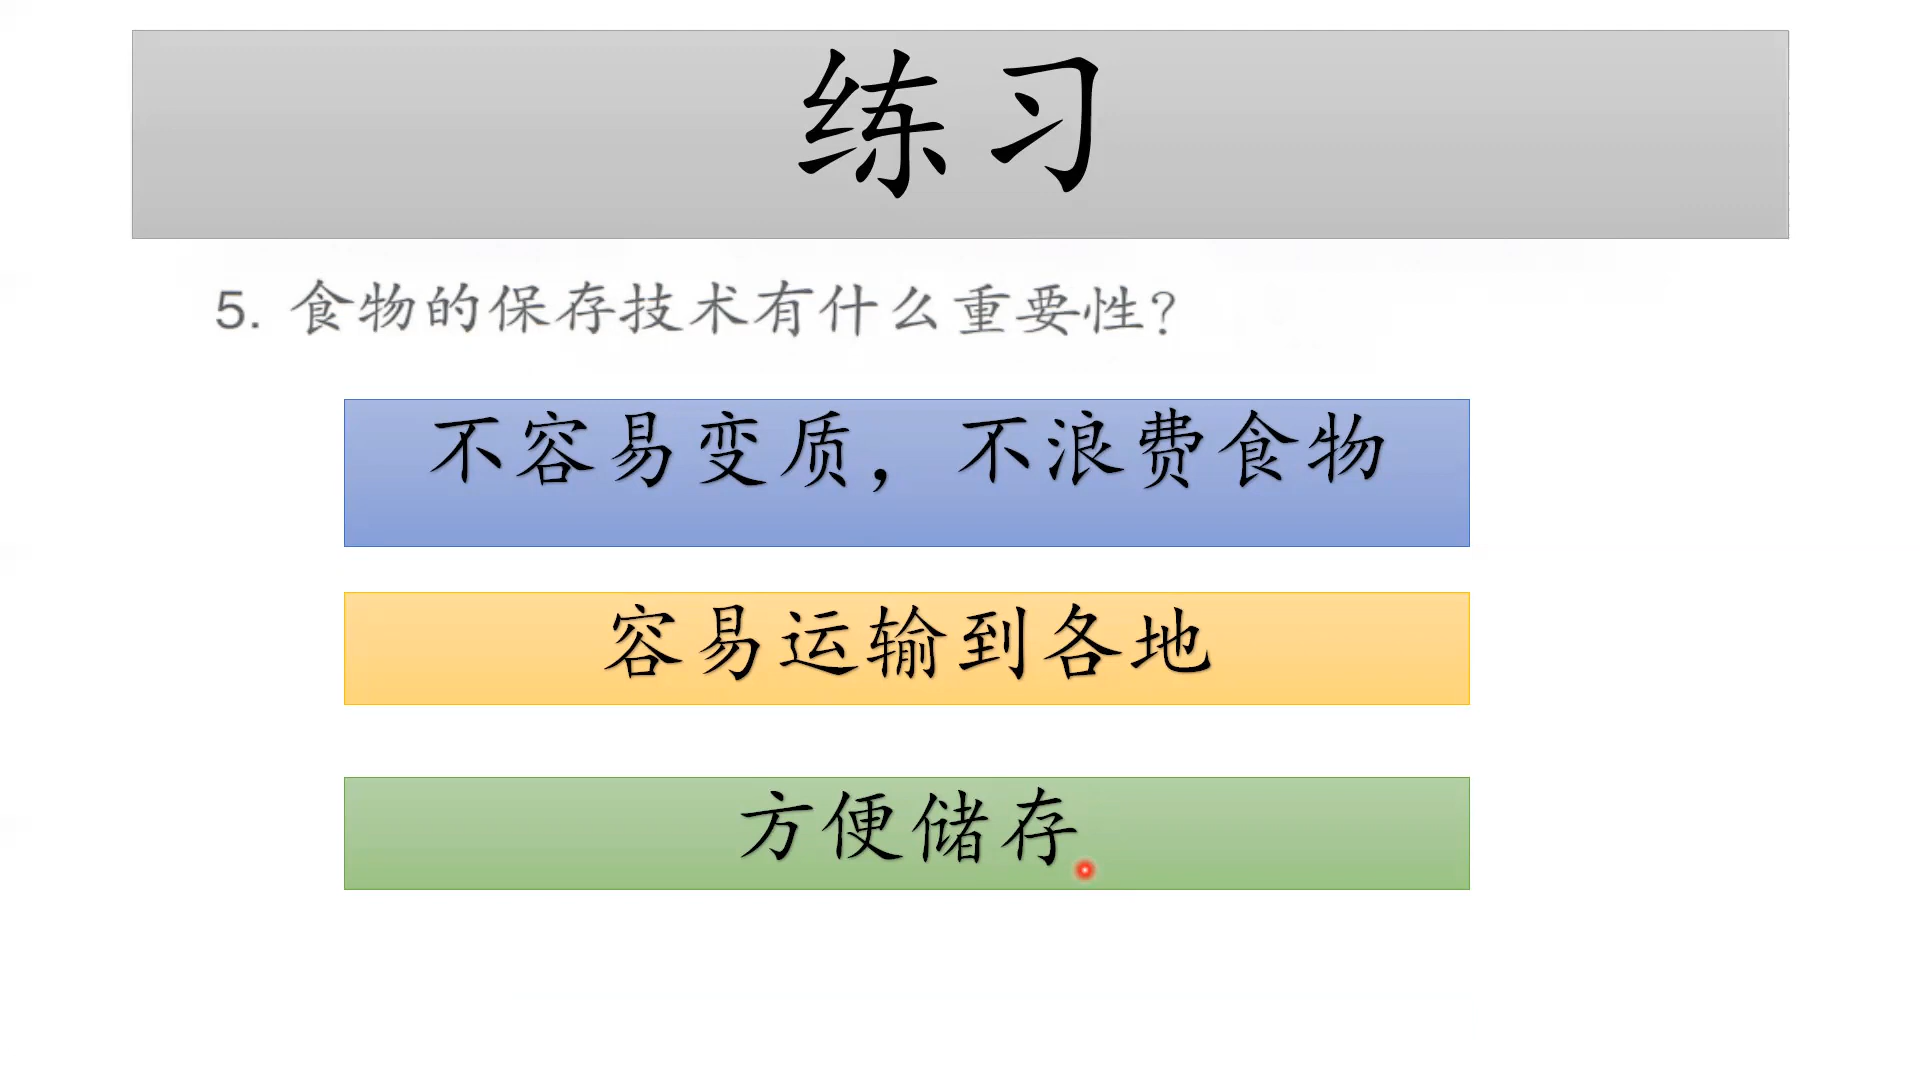 练习
5. 食物的保存技术有什么重要性?
不容易变质，不浪费食物
容易运输到各地
方便储存